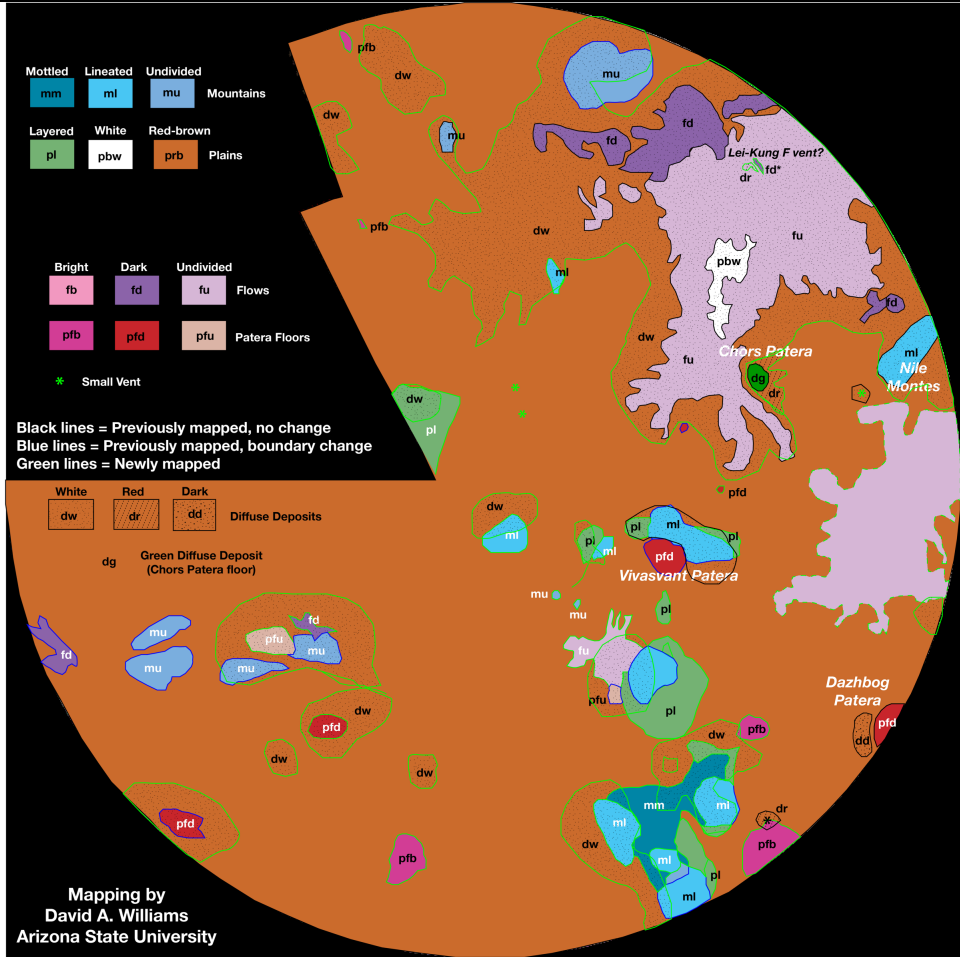 Mottled Lineated Undivided
mm ml mu Mountains
Layered White Red-brown
pl pbw prb Plains
Bright Dark Undivided
fb fd fu Flows
pfb pfd pfu Patera Floors
* Small Vent
Black lines = Previously mapped, no change
Blue lines = Previously mapped, boundary change
Green lines = Newly mapped
White Red Dark
dw dr dd Diffuse Deposits
dg Green Diffuse Deposit
(Chors Patera floor)
pfb
dw
mu
dw
mu
fd
fd
Lei-Kung F vent?
dr
fd*
pfb
dw
fu
pbw
ml
fd
dw
Chors Patera
fu
ml
Nile
Montes
dg
dr
dw
pl
pfd
dw
ml
pl
ml
pl
ml
pl
pfd
Vivasvant Patera
mu
mu
pl
fd
mu
pfu
mu
fd
mu
mu
fu
pfu
pl
Dazhbog
Patera
dw
pfd
dw
pfb
dd
pfd
dw
dw
mm
ml
ml
dr
*
pfd
dw
pfb
ml
pfb
pl
ml
Mapping by
David A. Williams
Arizona State University